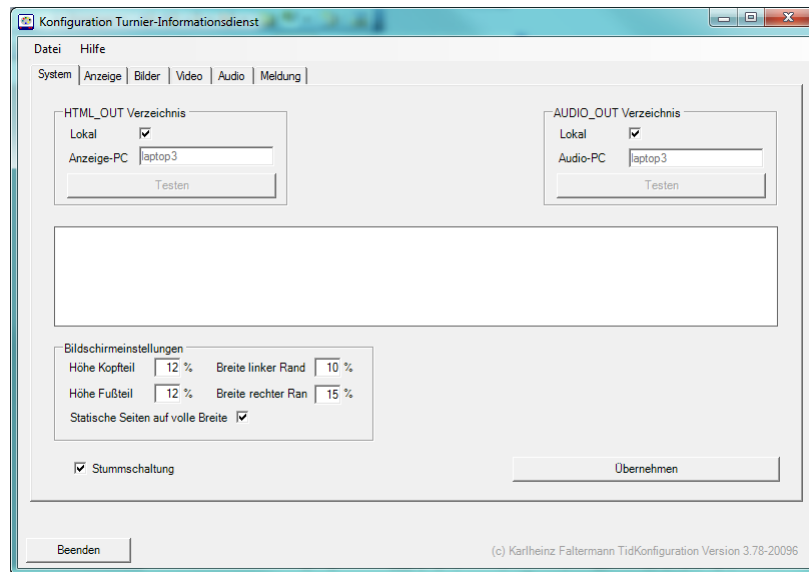 Konfiguration Turnier-Informationsdienst
Datei Hilfe
System Anzeige Bilder Video Audio Meldung
HTML_OUT Verzeichnis
Lokal
Anzeige-PC laptop3
Testen
AUDIO_OUT Verzeichnis
Lokal
Audio-PC laptop3
Testen
Bildschirmeinstellungen
Höhe Kopfteil 12 % Breite linker Rand 10 %
Höhe Fußteil 12 % Breite rechter Ran 15 %
Statische Seiten auf volle Breite
Stummschaltung
Übernehmen
Beenden
(c) Karlheinz Faltermann TidKonfiguration Version 3.78-20096